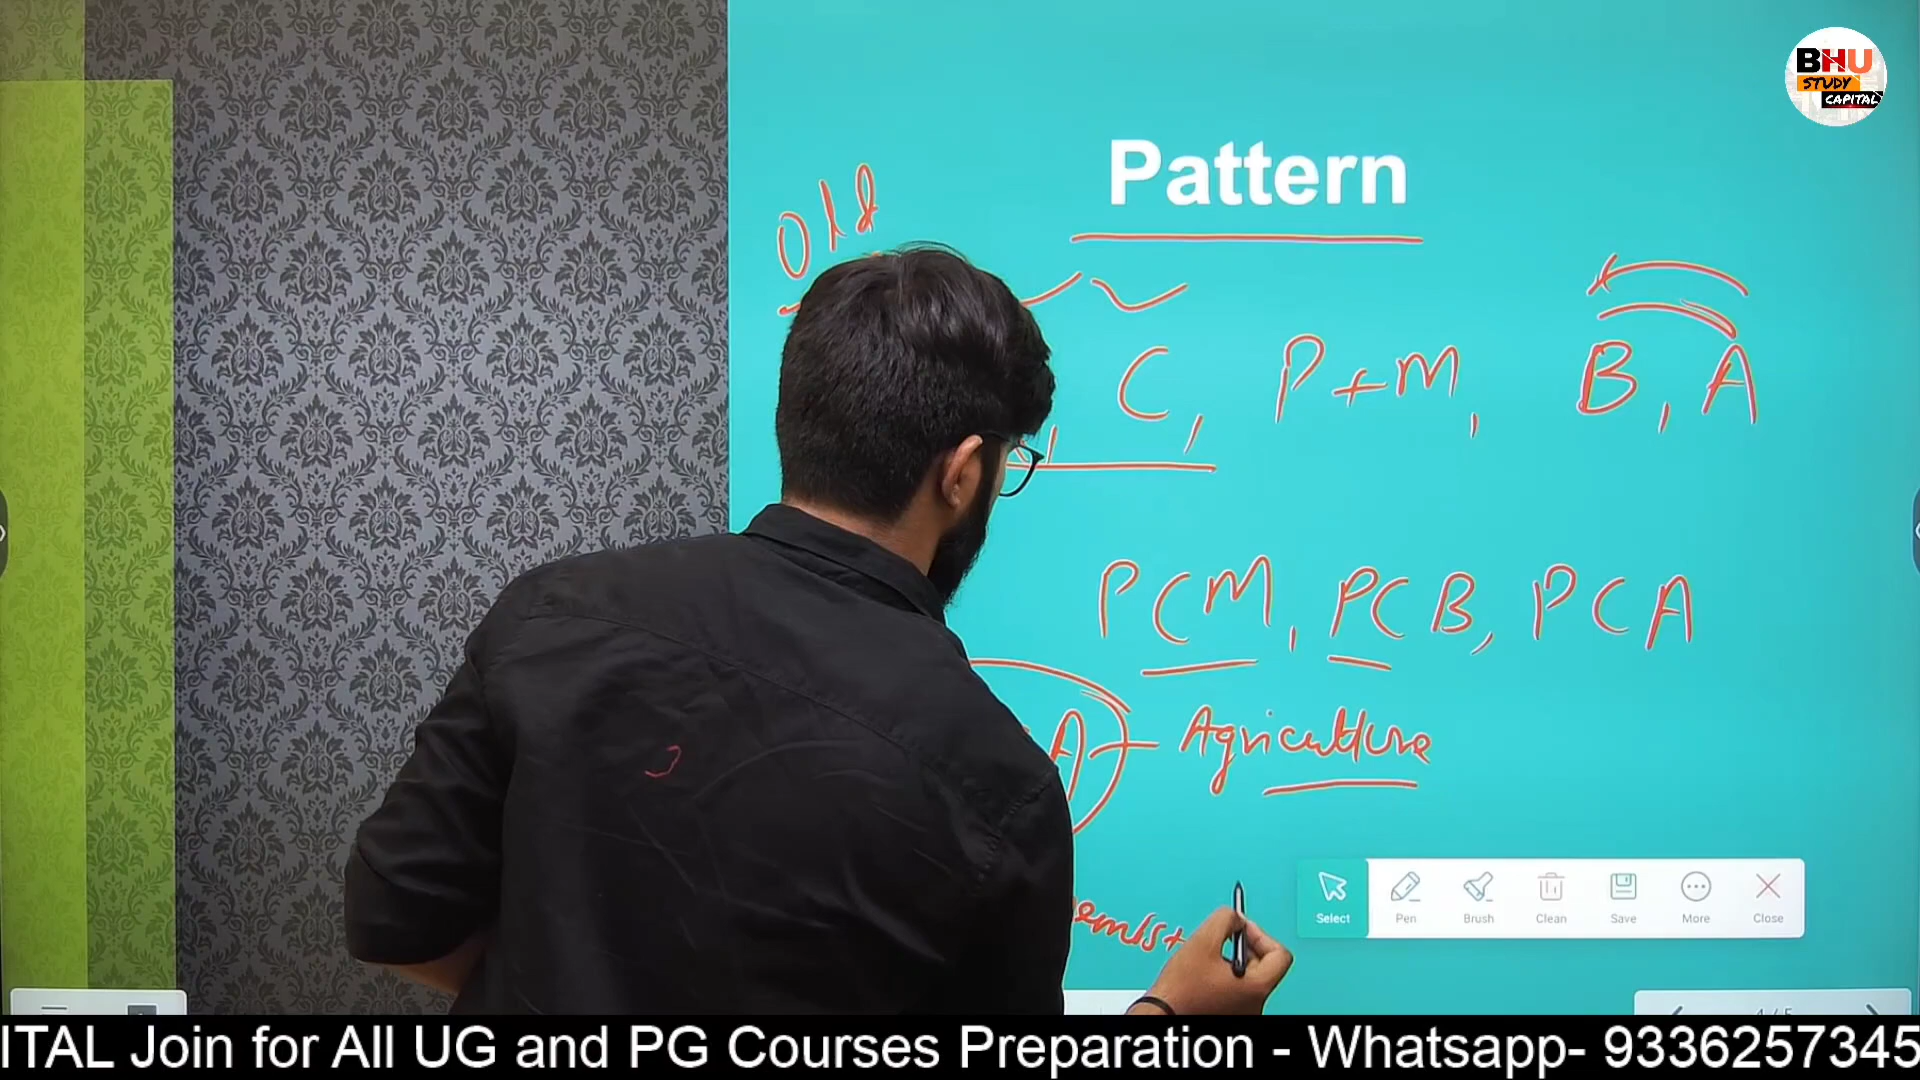 BHU
STUDY
CAPITAL
Pattern
Old
C, P+M, B, A
PCM, PCB, PCA
A Agriculture
Select Pen Brush Clean Save More Close
ITAL Join for All UG and PG Courses Preparation - Whatsapp- 9336257345